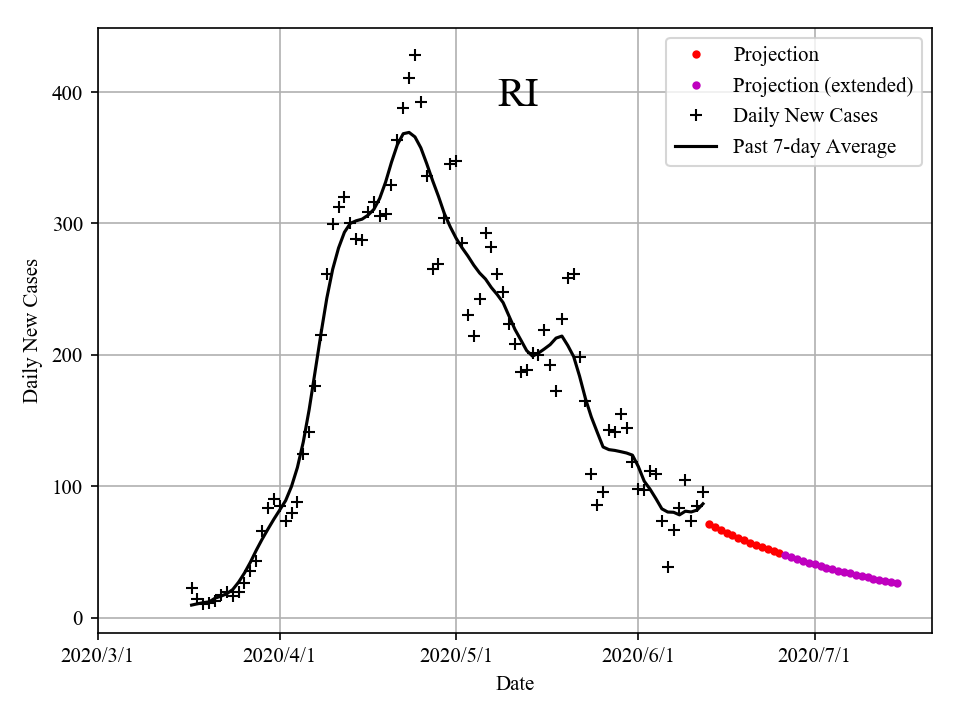 RI
Projection
Projection (extended)
Daily New Cases
Past 7-day Average
Daily New Cases
400
300
200
100
0
2020/3/1 2020/4/1 2020/5/1 2020/6/1 2020/7/1
Date